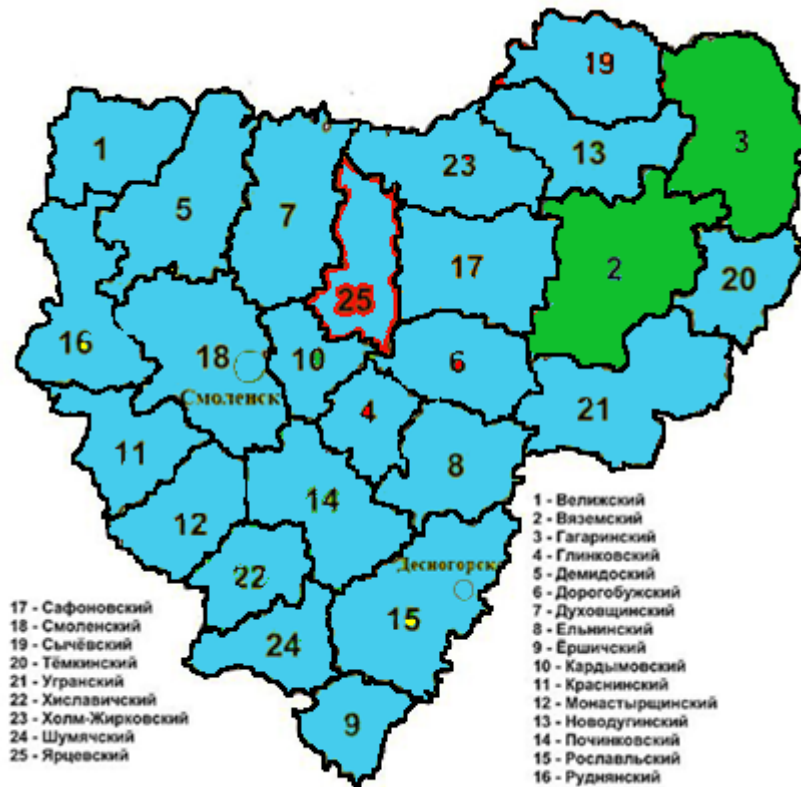 19
3
1
13
23
5
7
17
2
20
25
16
18
10
6
Смоленск
4
21
11
8
14
12
Десногорск
22
15
24
9
1 - Велижский
2 - Вяземский
3 - Гагаринский
4 - Глинковский
5 - Демидоский
6 - Дорогобужский
7 - Духовщинский
8 - Ельнинский
9 - Ёршичский
10 - Кардымовский
11 - Краснинский
12 - Монастырщинский
13 - Новодугинский
14 - Починковский
15 - Рославльский
16 - Руднянский
17 - Сафоновский
18 - Смоленский
19 - Сычёвский
20 - Тёмкинский
21 - Угранский
22 - Хиславичский
23 - Холм-Жирковский
24 - Шумячский
25 - Ярцевский